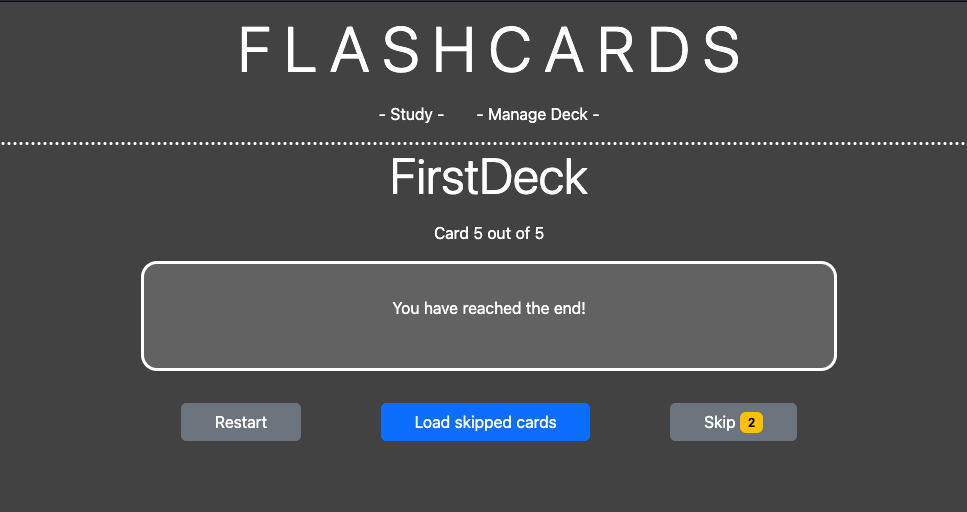 FLASHCARDS
- Study - - Manage Deck -
FirstDeck
Card 5 out of 5
You have reached the end!
Restart Load skipped cards Skip 2